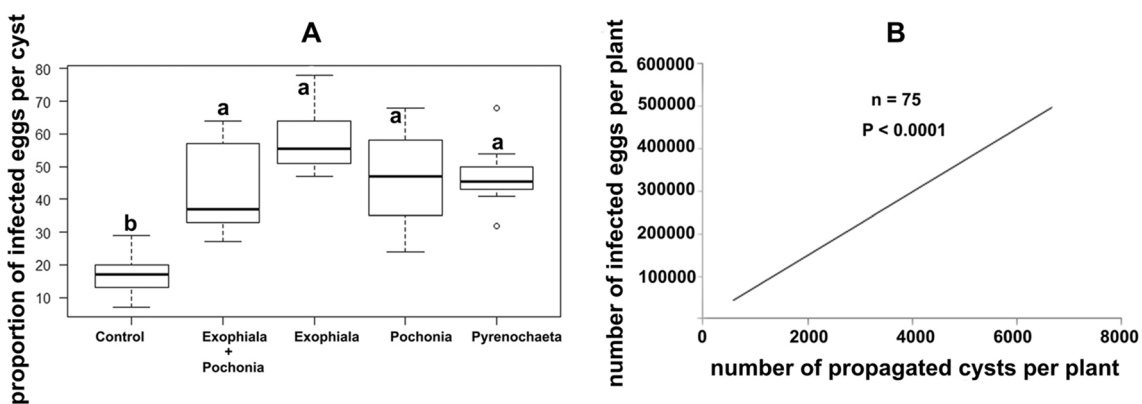 A
proportion of infected eggs per cyst
80
70
60
50
40
30
20
10
b
a
a
a
a
Control
Exophiala
+
Pochonia
Exophiala
Pochonia
Pyrenochaeta
B
number of infected eggs per plant
600000
500000
400000
300000
200000
100000
n = 75
P < 0.0001
0
2000
4000
6000
8000
number of propagated cysts per plant